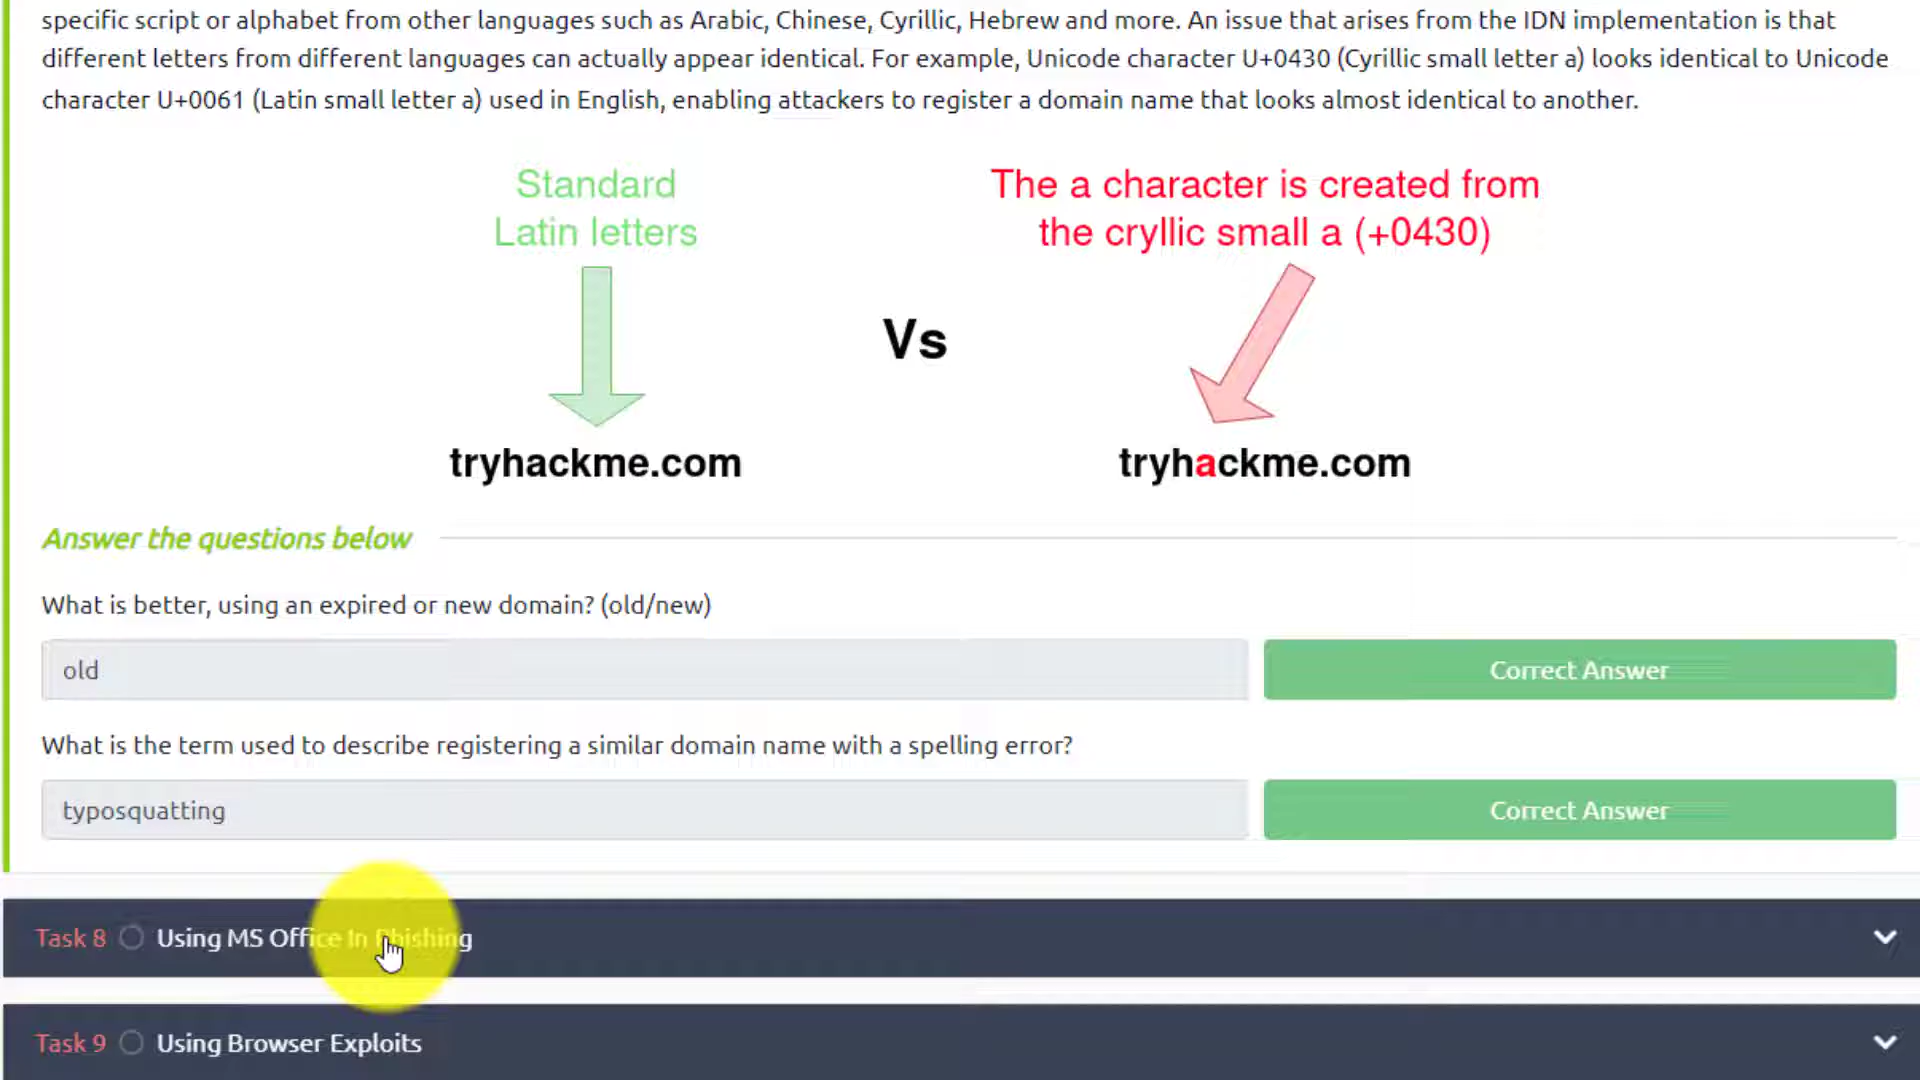 specific script or alphabet from other languages such as Arabic, Chinese, Cyrillic, Hebrew and more. An issue that arises from the IDN implementation is that
different letters from different languages can actually appear identical. For example, Unicode character U+0430 (Cyrillic small letter a) looks identical to Unicode
character U+0061 (Latin small letter a) used in English, enabling attackers to register a domain name that looks almost identical to another.
Standard
Latin letters
The a character is created from
the cryllic small a (+0430)
Vs
tryhackme.com
tryhackme.com
Answer the questions below
What is better, using an expired or new domain? (old/new)
old
Correct Answer
What is the term used to describe registering a similar domain name with a spelling error?
typosquatting
Correct Answer
Task 8 Using MS Office In Phishing
Task 9 Using Browser Exploits